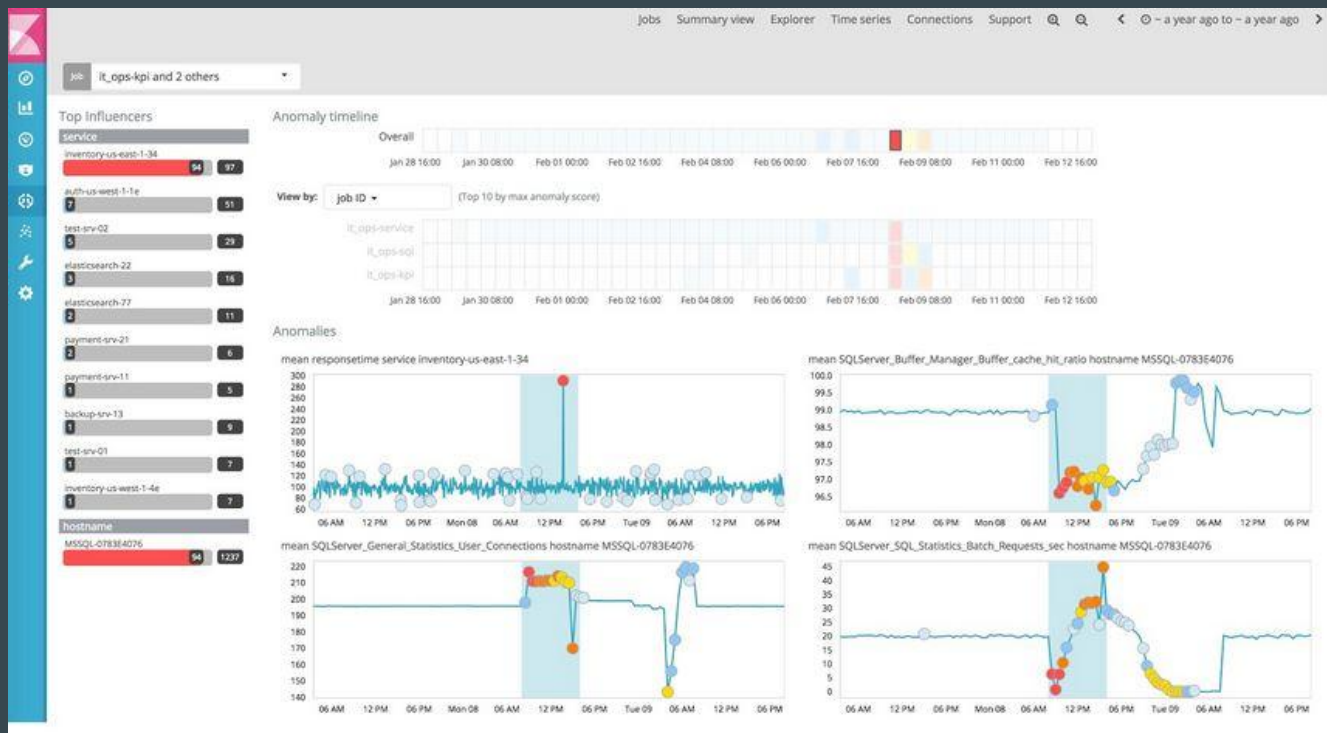 Jobs Summary view Explorer Time series Connections Support ~ a year ago to ~ a year ago
Job it_ops-kpi and 2 others
Top Influencers
service
inventory-us-east-1-34
94 97
auth-us-west-1-1e
7 51
test-srv-02
5 29
elasticsearch-22
3 16
elasticsearch-77
2 11
payment-srv-21
2 6
payment-srv-11
1 5
backup-srv-13
1 9
test-srv-01
1 7
inventory-us-west-1-4e
1 7
hostname
MSSQL-0783E4076
94 1237
Anomaly timeline
Overall
Jan 28 16:00 Jan 30 08:00 Feb 01 00:00 Feb 02 16:00 Feb 04 08:00 Feb 06 00:00 Feb 07 16:00 Feb 09 08:00 Feb 11 00:00 Feb 12 16:00
View by: job ID (Top 10 by max anomaly score)
it_ops-service
it_ops-sql
it_ops-kpi
Jan 28 16:00 Jan 30 08:00 Feb 01 00:00 Feb 02 16:00 Feb 04 08:00 Feb 06 00:00 Feb 07 16:00 Feb 09 08:00 Feb 11 00:00 Feb 12 16:00
Anomalies
mean responsetime service inventory-us-east-1-34
300
280
260
240
220
200
180
160
140
120
100
80
60
06 AM 12 PM 06 PM Mon 08 06 AM 12 PM 06 PM Tue 09 06 AM 12 PM 06 PM
mean SQLServer_Buffer_Manager_Buffer_cache_hit_ratio hostname MSSQL-0783E4076
100.0
99.5
99.0
98.5
98.0
97.5
97.0
96.5
06 AM 12 PM 06 PM Mon 08 06 AM 12 PM 06 PM Tue 09 06 AM 12 PM 06 PM
mean SQLServer_General_Statistics_User_Connections hostname MSSQL-0783E4076
220
210
200
190
180
170
160
150
140
06 AM 12 PM 06 PM Mon 08 06 AM 12 PM 06 PM Tue 09 06 AM 12 PM 06 PM
mean SQLServer_SQL_Statistics_Batch_Requests_sec hostname MSSQL-0783E4076
45
40
35
30
25
20
15
10
5
0
06 AM 12 PM 06 PM Mon 08 06 AM 12 PM 06 PM Tue 09 06 AM 12 PM 06 PM